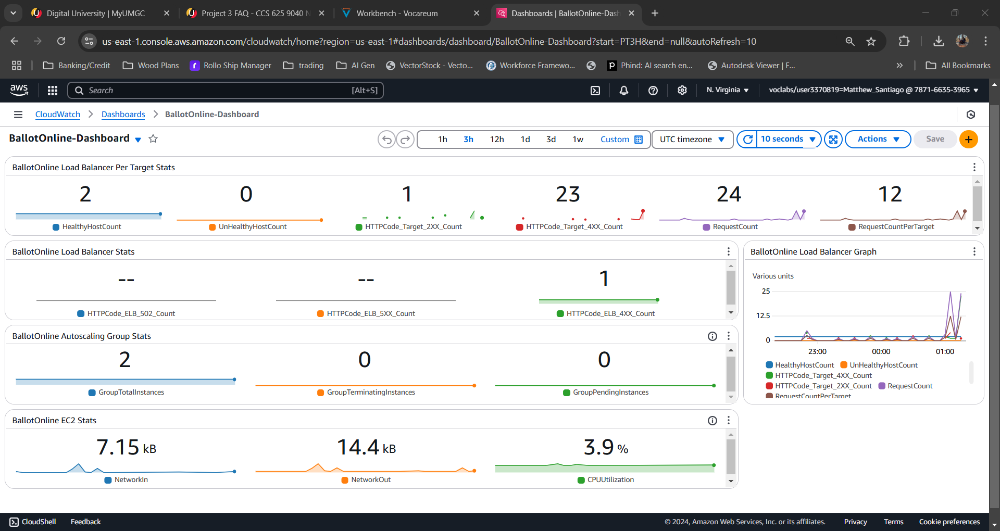 Digital University | MyUMGC
Project 3 FAQ - CCS 625 9040
Workbench - Vocareum
Dashboards | BallotOnline-Dash
us-east-1.console.aws.amazon.com/cloudwatch/home?region=us-east-1#dashboards/dashboard/BallotOnline-Dashboard?start=PT3H&end=null&autoRefresh=10
Banking/Credit
Wood Plans
r
Rollo Ship Manager
trading
AI Gen
VectorStock - Vecto...
Workforce Framewo...
p
Phind: AI search en...
Autodesk Viewer | F...
All Bookmarks
aws
Search
[Alt+S]
N. Virginia
voclabs/user3370819=Matthew_Santiago @ 7871-6635-3965
CloudWatch
Dashboards
BallotOnline-Dashboard
BallotOnline-Dashboard
1h
3h
12h
1d
3d
1w
Custom
UTC timezone
10 seconds
Actions
Save
BallotOnline Load Balancer Per Target Stats
2
0
1
23
24
12
HealthyHostCount
UnHealthyHostCount
HTTPCode_Target_2XX_Count
HTTPCode_Target_4XX_Count
RequestCount
RequestCountPerTarget
BallotOnline Load Balancer Stats
--
--
1
HTTPCode_ELB_502_Count
HTTPCode_ELB_5XX_Count
HTTPCode_ELB_4XX_Count
BallotOnline Load Balancer Graph
Various units
25
12.5
0
23:00
00:00
01:00
HealthyHostCount
UnHealthyHostCount
HTTPCode_Target_4XX_Count
HTTPCode_Target_2XX_Count
RequestCount
RequestCountPerTarget
BallotOnline Autoscaling Group Stats
2
0
0
GroupTotalInstances
GroupTerminatingInstances
GroupPendingInstances
BallotOnline EC2 Stats
7.15 kB
14.4 kB
3.9 %
NetworkIn
NetworkOut
CPUUtilization
CloudShell
Feedback
© 2024, Amazon Web Services, Inc. or its affiliates.
Privacy
Terms
Cookie preferences